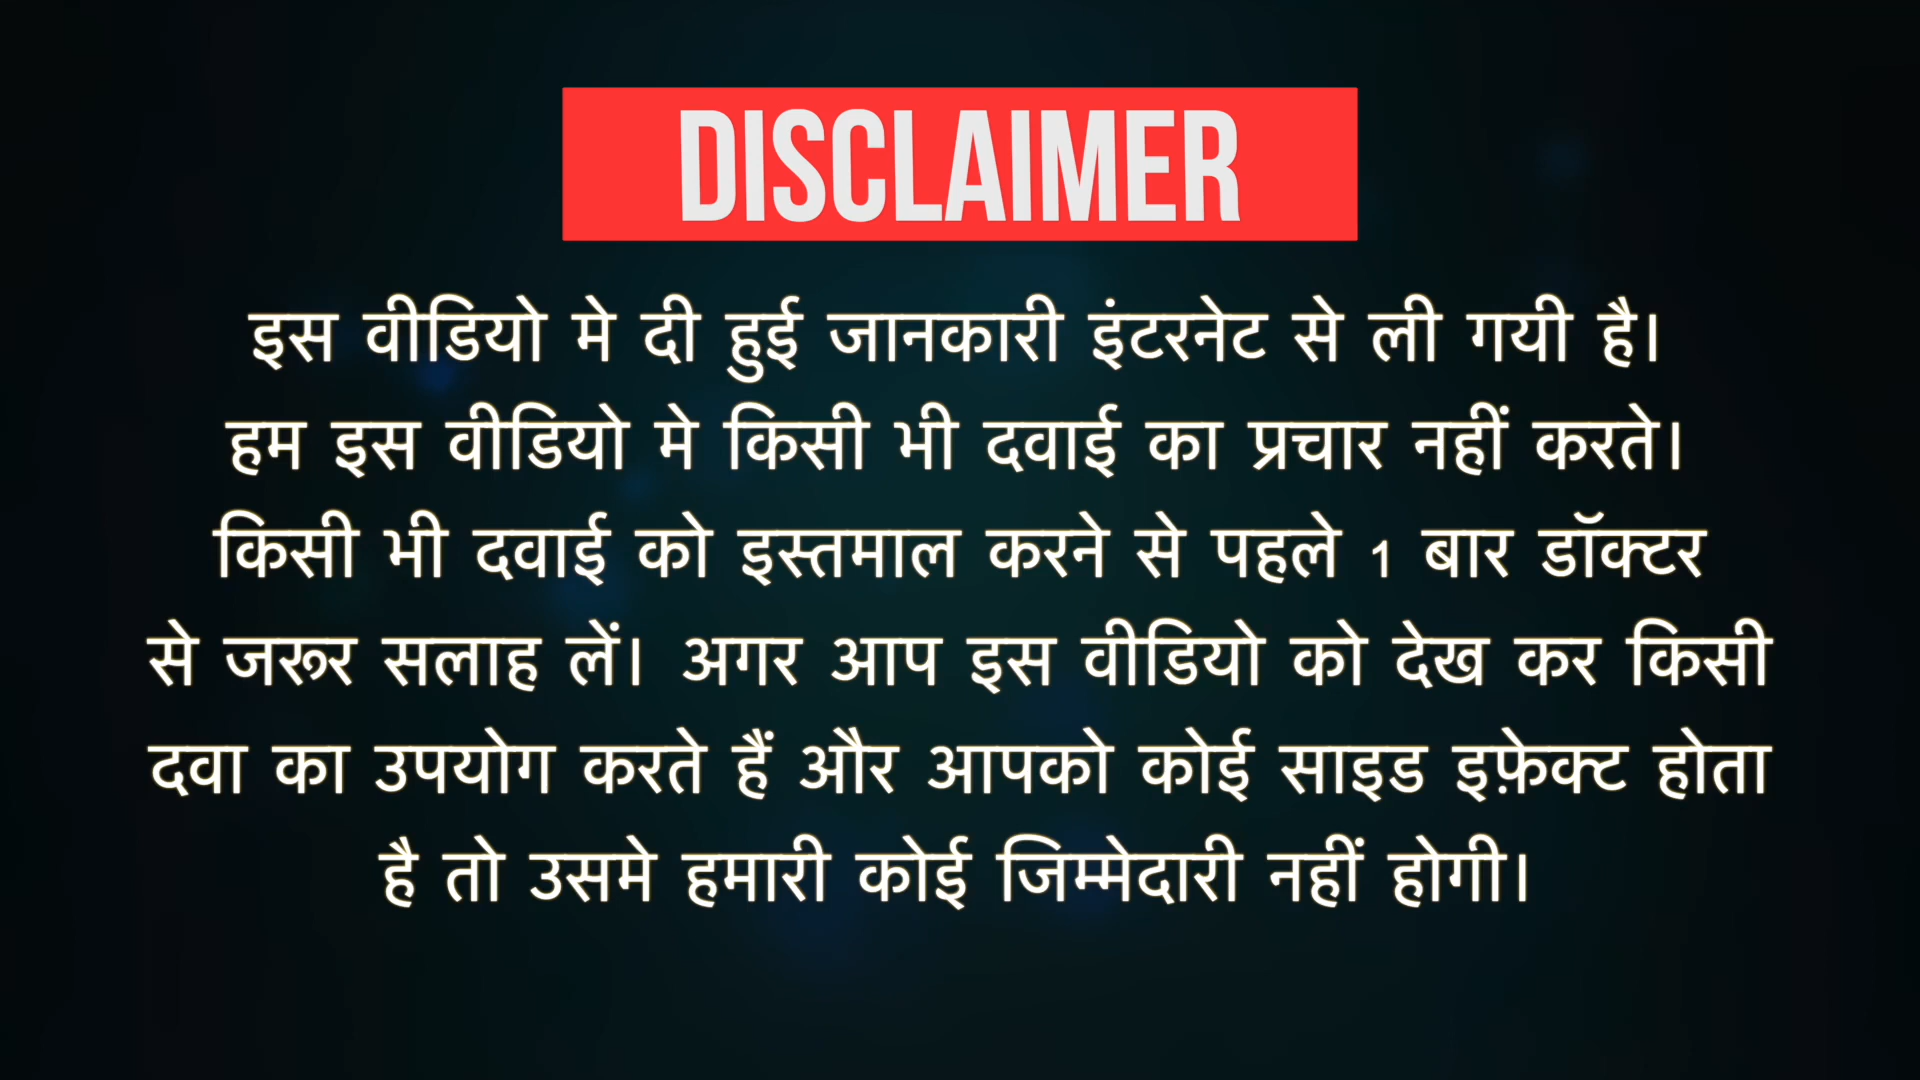 DISCLAIMER
इस वीडियो मे दी हुई जानकारी इंटरनेट से ली गयी है।
हम इस वीडियो मे किसी भी दवाई का प्रचार नहीं करते।
किसी भी दवाई को इस्तमाल करने से पहले 1 बार डॉक्टर
से जरूर सलाह लें। अगर आप इस वीडियो को देख कर किसी
दवा का उपयोग करते हैं और आपको कोई साइड इफ़ेक्ट होता
है तो उसमे हमारी कोई जिम्मेदारी नहीं होगी।